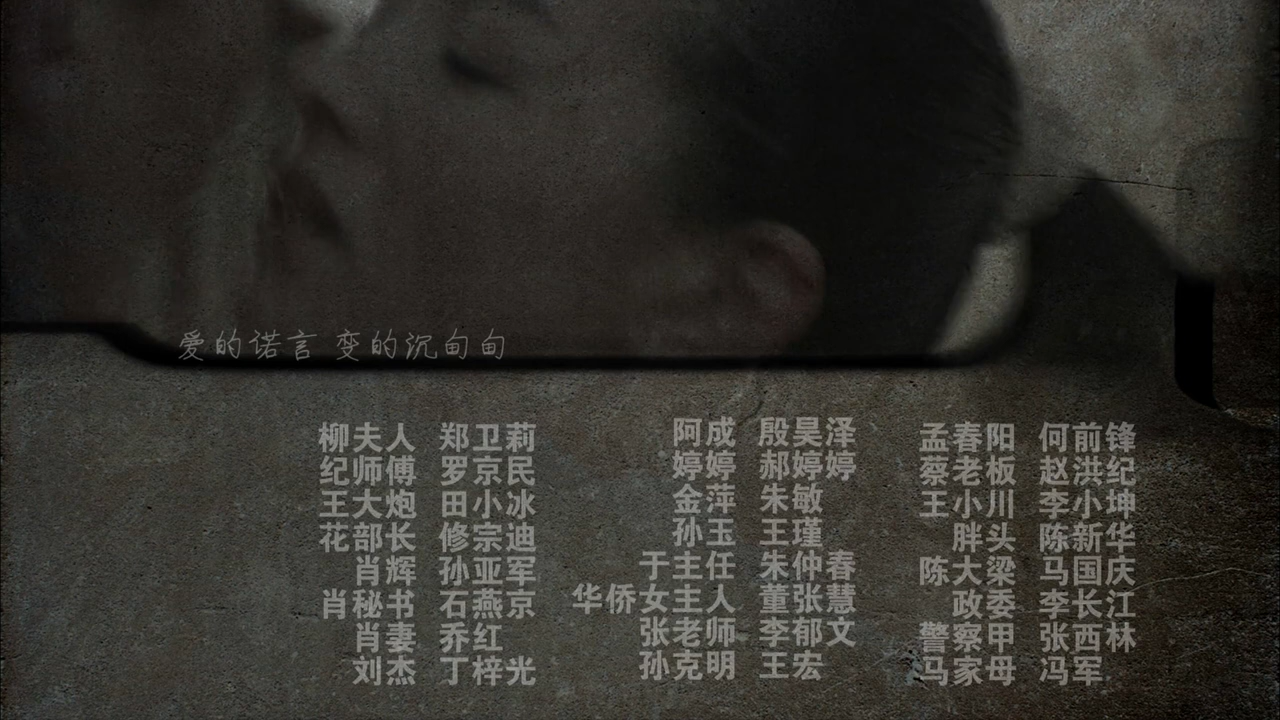 爱的诺言 变的沉甸甸
柳夫人 郑卫莉
纪师傅 罗京民
王大炮 田小冰
花部长 修宗迪
肖辉 孙亚军
肖秘书 石燕京
肖妻 乔红
刘杰 丁梓光
阿成 殷昊泽
婷婷 郝婷婷
金萍 朱敏
孙玉 王瑾
于主任 朱仲春
华侨女主人 董张慧
张老师 李郁文
孙克明 王宏
孟春阳 何前锋
蔡老板 赵洪纪
王小川 李小坤
胖头 陈新华
陈大梁 马国庆
政委 李长江
警察甲 张西林
马家母 冯军